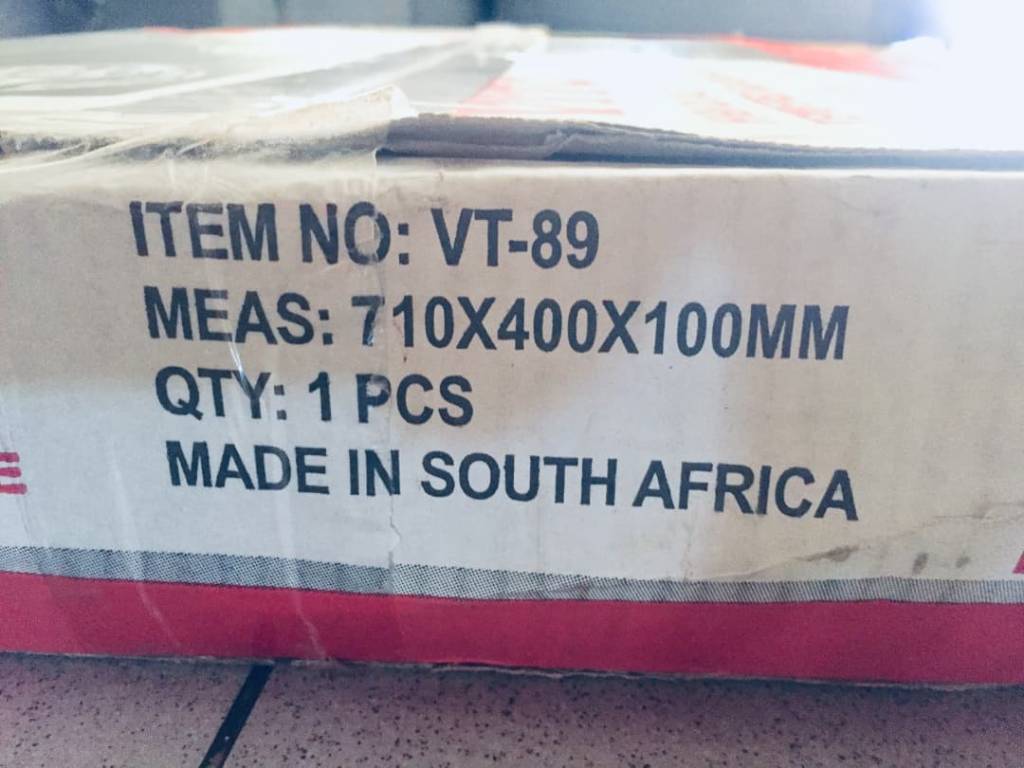 ITEM NO: VT-89
MEAS: 710X400X100MM
QTY: 1 PCS
MADE IN SOUTH AFRICA
E